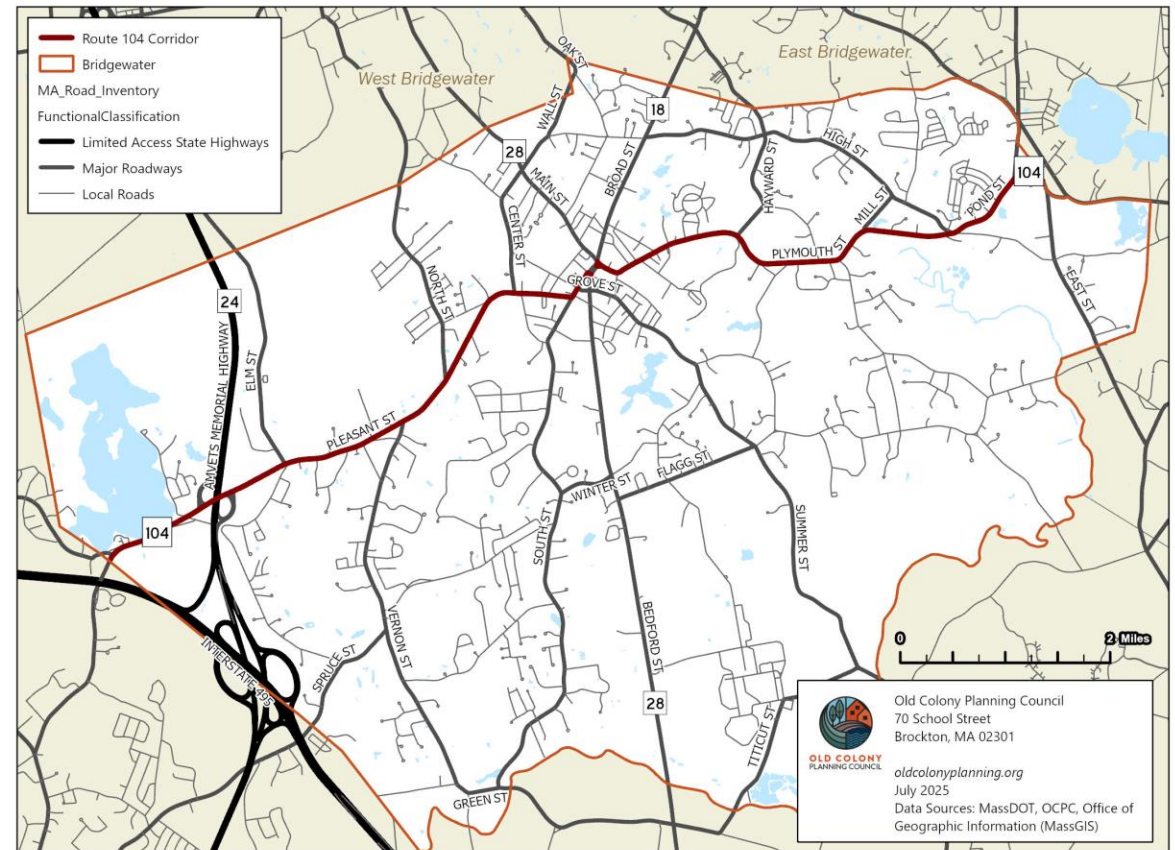 Route 104 Corridor
Bridgewater
MA_Road_Inventory
FunctionalClassification
Limited Access State Highways
Major Roadways
Local Roads
West Bridgewater
East Bridgewater
OAK ST
WALL ST
18
28
MAIN ST
BROAD ST
HIGH ST
HAYWARD ST
MILL ST
POND ST
104
CENTER ST
PLYMOUTH ST
GROVE ST
NORTH ST
EAST ST
24
AMVETS MEMORIAL HIGHWAY
ELM ST
PLEASANT ST
104
WINTER ST
FLAGG ST
SOUTH ST
SUMMER ST
VERNON ST
BEDFORD ST
SPRUCE ST
INTERSTATE 495
28
TITICUT ST
GREEN ST
0
2 Miles
OLD COLONY
PLANNING COUNCIL
Old Colony Planning Council
70 School Street
Brockton, MA 02301
oldcolonyplanning.org
July 2025
Data Sources: MassDOT, OCPC, Office of
Geographic Information (MassGIS)